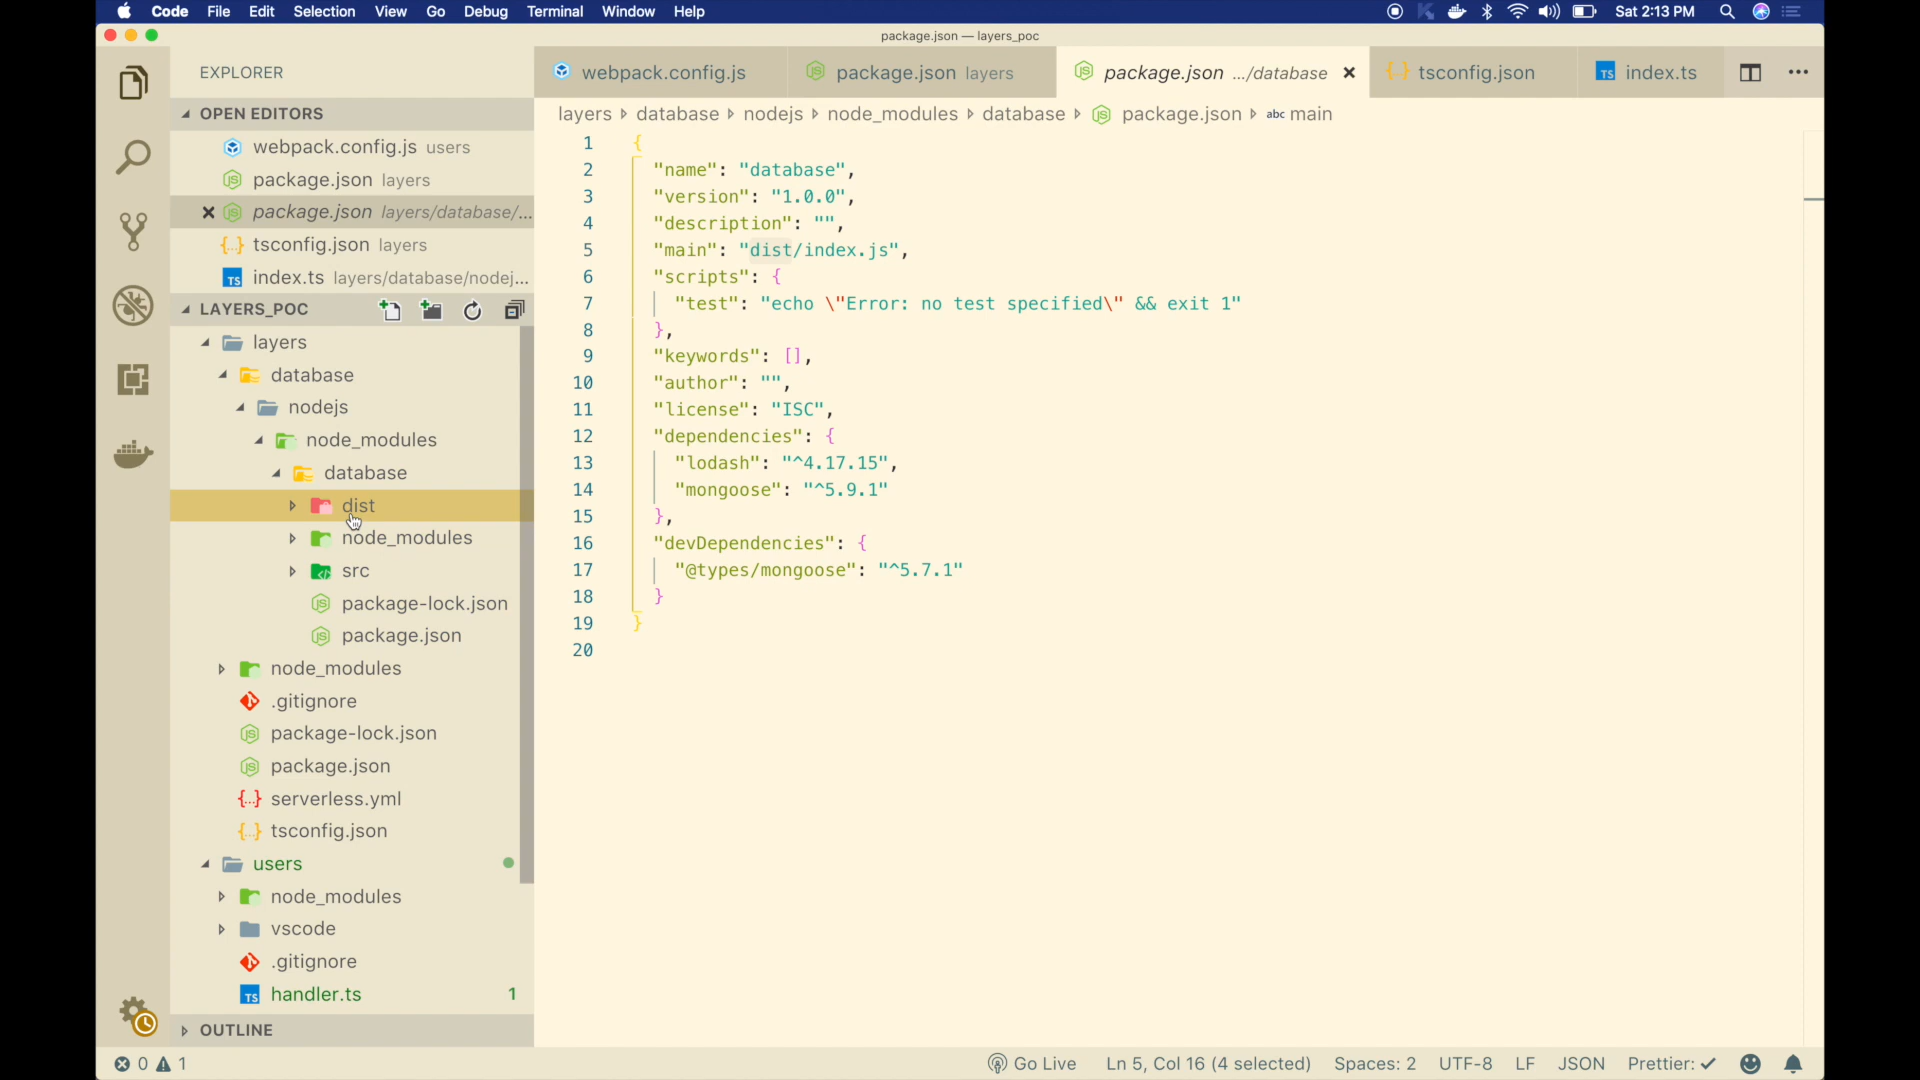 Code File Edit Selection View Go Debug Terminal Window Help Sat 2:13 PM
package.json — layers_poc
EXPLORER
OPEN EDITORS
webpack.config.js users
package.json layers
package.json layers/database/...
tsconfig.json layers
index.ts layers/database/nodej...
LAYERS_POC
layers
database
nodejs
node_modules
database
dist
node_modules
src
package-lock.json
package.json
node_modules
.gitignore
package-lock.json
package.json
serverless.yml
tsconfig.json
users
node_modules
vscode
.gitignore
handler.ts 1
OUTLINE
webpack.config.js package.json layers package.json .../database tsconfig.json index.ts
layers database nodejs node_modules database package.json abc main
1 {
2 "name": "database",
3 "version": "1.0.0",
4 "description": "",
5 "main": "dist/index.js",
6 "scripts": {
7 "test": "echo \"Error: no test specified\" && exit 1"
8 },
9 "keywords": [],
10 "author": "",
11 "license": "ISC",
12 "dependencies": {
13 "lodash": "^4.17.15",
14 "mongoose": "^5.9.1"
15 },
16 "devDependencies": {
17 "@types/mongoose": "^5.7.1"
18 }
19 }
20
0 1 Go Live Ln 5, Col 16 (4 selected) Spaces: 2 UTF-8 LF JSON Prettier: ✓